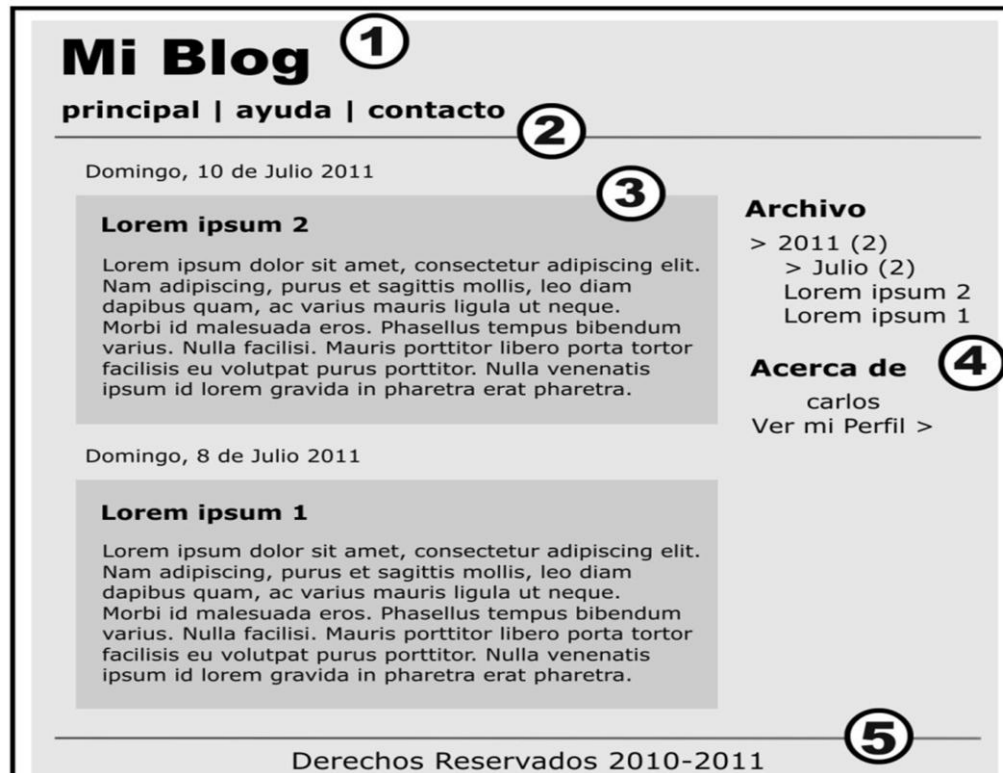 Mi Blog 1
principal | ayuda | contacto
2
Domingo, 10 de Julio 2011
3
Lorem ipsum 2
Lorem ipsum dolor sit amet, consectetur adipiscing elit.
Nam adipiscing, purus et sagittis mollis, leo diam
dapibus quam, ac varius mauris ligula ut neque.
Morbi id malesuada eros. Phasellus tempus bibendum
varius. Nulla facilisi. Mauris porttitor libero porta tortor
facilisis eu volutpat purus porttitor. Nulla venenatis
ipsum id lorem gravida in pharetra erat pharetra.
Domingo, 8 de Julio 2011
Lorem ipsum 1
Lorem ipsum dolor sit amet, consectetur adipiscing elit.
Nam adipiscing, purus et sagittis mollis, leo diam
dapibus quam, ac varius mauris ligula ut neque.
Morbi id malesuada eros. Phasellus tempus bibendum
varius. Nulla facilisi. Mauris porttitor libero porta tortor
facilisis eu volutpat purus porttitor. Nulla venenatis
ipsum id lorem gravida in pharetra erat pharetra.
Archivo
> 2011 (2)
> Julio (2)
Lorem ipsum 2
Lorem ipsum 1
Acerca de
4
carlos
Ver mi Perfil >
5
Derechos Reservados 2010-2011